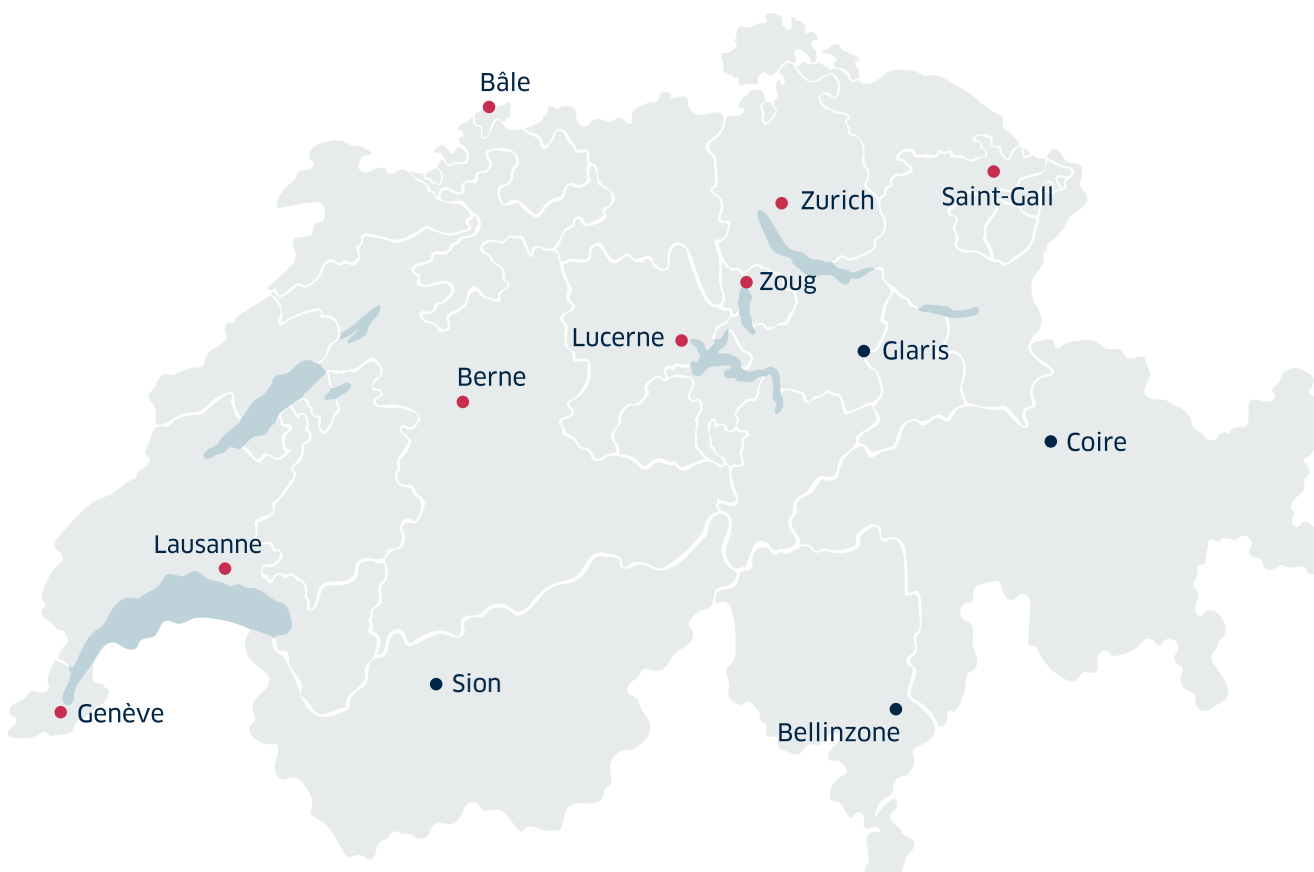 Bâle
Zurich
Saint-Gall
Zoug
Lucerne
Glaris
Berne
Coire
Lausanne
Sion
Genève
Bellinzone